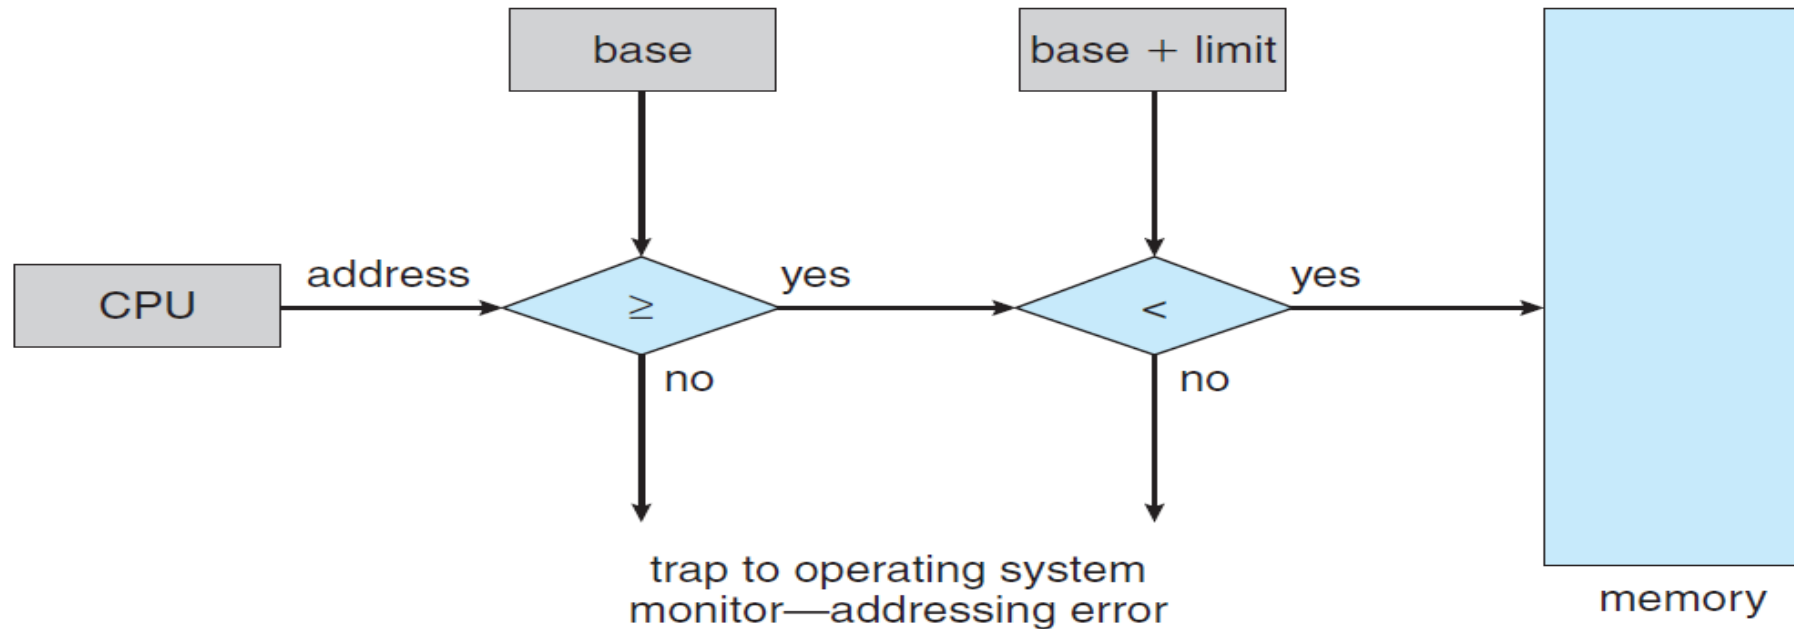 base
base + limit
CPU
address
≥
yes
<
yes
no
no
trap to operating system
monitor—addressing error
memory